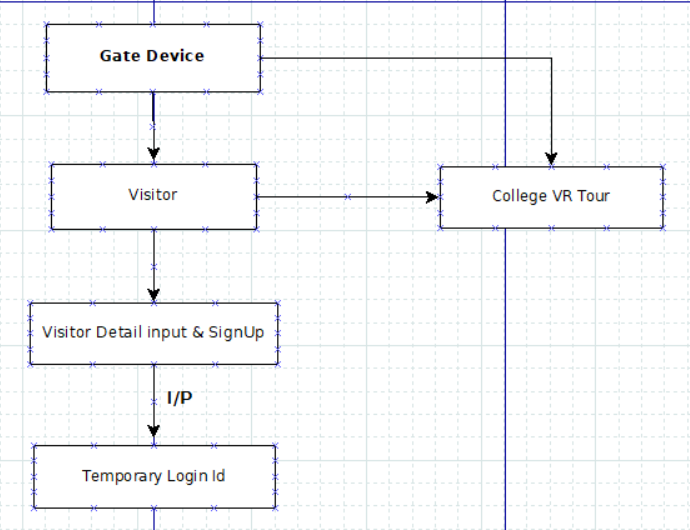 Gate Device
Visitor
College VR Tour
Visitor Detail input & SignUp
I/P
Temporary Login Id